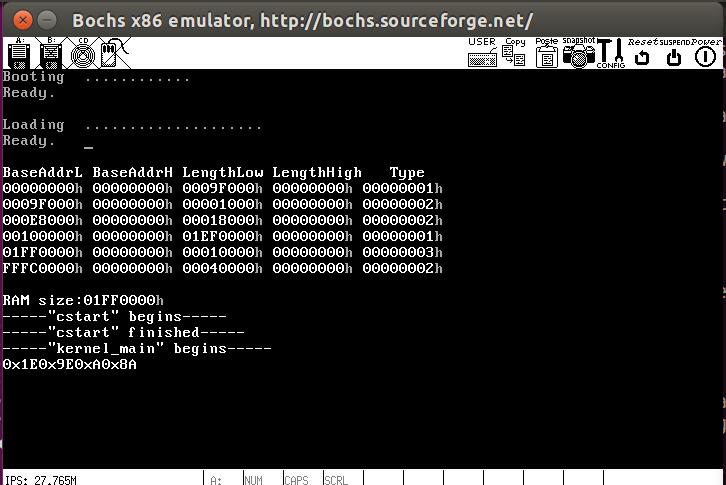 Bochs x86 emulator, http://bochs.sourceforge.net/
A: B: CD USER Copy Paste snapshot CONFIG Reset SUSPEND Power
Booting ............
Ready.
Loading .....................
Ready. _
BaseAddrL BaseAddrH LengthLow LengthHigh Type
00000000h 00000000h 0009F000h 00000000h 00000001h
0009F000h 00000000h 00001000h 00000000h 00000002h
000E8000h 00000000h 00018000h 00000000h 00000002h
00100000h 00000000h 01EF0000h 00000000h 00000001h
01FF0000h 00000000h 00010000h 00000000h 00000003h
FFFC0000h 00000000h 00040000h 00000000h 00000002h
RAM size:01FF0000h
-----"cstart" begins-----
-----"cstart" finished-----
-----"kernel_main" begins-----
0x1E0x9E0xA0x8A
IPS: 27.765M A: NUM CAPS SCRL